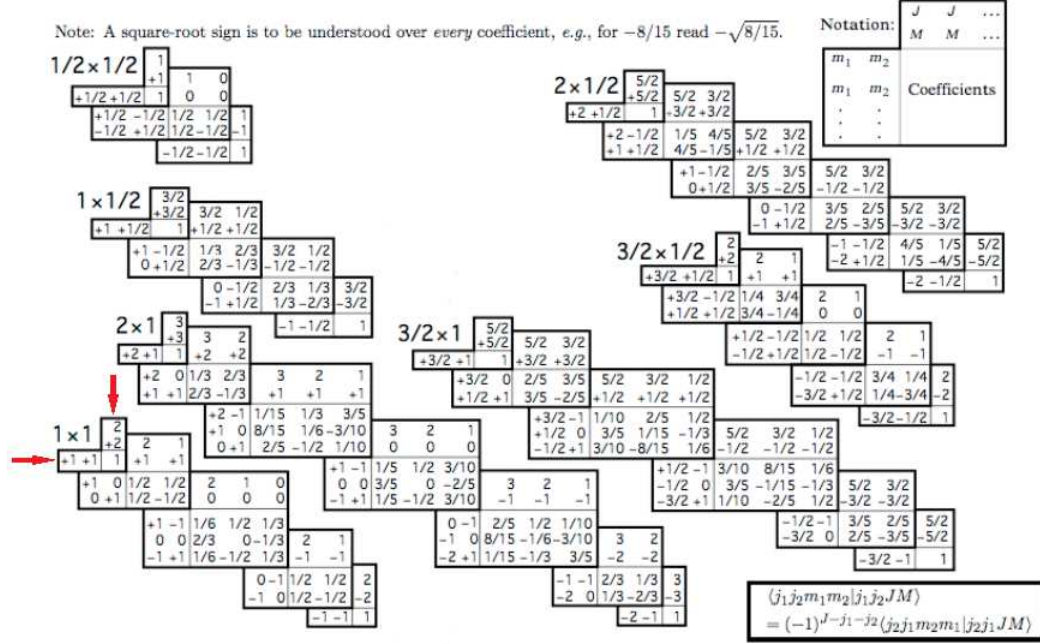 Note: A square-root sign is to be understood over every coefficient, e.g., for −8/15 read −√8/15.
Notation:
J J ...
M M ...
m1 m2
m1 m2 Coefficients
. .
. .
. .
1/2×1/2 1
+1 1 0
+1/2 +1/2 1 0 0
+1/2 −1/2 1/2 1/2 1
−1/2 +1/2 1/2 −1/2 −1
−1/2 −1/2 1
1×1/2 3/2
+3/2 3/2 1/2
+1 +1/2 1 +1/2 +1/2
+1 −1/2 1/3 2/3 3/2 1/2
0 +1/2 2/3 −1/3 −1/2 −1/2
0 −1/2 2/3 1/3 3/2
−1 +1/2 1/3 −2/3 −3/2
−1 −1/2 1
2×1 3
+3 3 2
+2 +1 1 +2 +2
+2 0 1/3 2/3 3 2 1
+1 +1 2/3 −1/3 +1 +1 +1
+2 −1 1/15 1/3 3/5
+1 0 8/15 1/6 −3/10 3 2 1
0 +1 2/5 −1/2 1/10 0 0 0
+1 −1 1/5 1/2 3/10
0 0 3/5 0 −2/5 3 2 1
−1 +1 1/5 −1/2 3/10 −1 −1 −1
0 −1 2/5 1/2 1/10
−1 0 8/15 −1/6 −3/10 3 2
−2 +1 1/15 −1/3 3/5 −2 −2
−1 −1 2/3 1/3 3
−2 0 1/3 −2/3 −3
−2 −1 1
1×1 2
+2 2 1
+1 +1 1 +1 +1
+1 0 1/2 1/2 2 1 0
0 +1 1/2 −1/2 0 0 0
+1 −1 1/6 1/2 1/3
0 0 2/3 0 −1/3 2 1
−1 +1 1/6 −1/2 1/3 −1 −1
0 −1 1/2 1/2 2
−1 0 1/2 −1/2 −2
−1 −1 1
2×1/2 5/2
+5/2 5/2 3/2
+2 +1/2 1 +3/2 +3/2
+2 −1/2 1/5 4/5 5/2 3/2
+1 +1/2 4/5 −1/5 +1/2 +1/2
+1 −1/2 2/5 3/5 5/2 3/2
0 +1/2 3/5 −2/5 −1/2 −1/2
0 −1/2 3/5 2/5 5/2 3/2
−1 +1/2 2/5 −3/5 −3/2 −3/2
−1 −1/2 4/5 1/5 5/2
−2 +1/2 1/5 −4/5 −5/2
−2 −1/2 1
3/2×1/2 2
+2 2 1
+3/2 +1/2 1 +1 +1
+3/2 −1/2 1/4 3/4 2 1
+1/2 +1/2 3/4 −1/4 0 0
+1/2 −1/2 1/2 1/2 2 1
−1/2 +1/2 1/2 −1/2 −1 −1
−1/2 −1/2 3/4 1/4 2
−3/2 +1/2 1/4 −3/4 −2
−3/2 −1/2 1
3/2×1 5/2
+5/2 5/2 3/2
+3/2 +1 1 +3/2 +3/2
+3/2 0 2/5 3/5 5/2 3/2 1/2
+1/2 +1 3/5 −2/5 +1/2 +1/2 +1/2
+3/2 −1 1/10 2/5 1/2
+1/2 0 3/5 1/15 −1/3 5/2 3/2 1/2
−1/2 +1 3/10 −8/15 1/6 −1/2 −1/2 −1/2
+1/2 −1 3/10 8/15 1/6
−1/2 0 3/5 −1/15 −1/3 5/2 3/2
−3/2 +1 1/10 −2/5 1/2 −3/2 −3/2
−1/2 −1 3/5 2/5 5/2
−3/2 0 2/5 −3/5 −5/2
−3/2 −1 1
⟨j1j2m1m2|j1j2JM⟩
= (−1)^{J−j1−j2}⟨j2j1m2m1|j2j1JM⟩